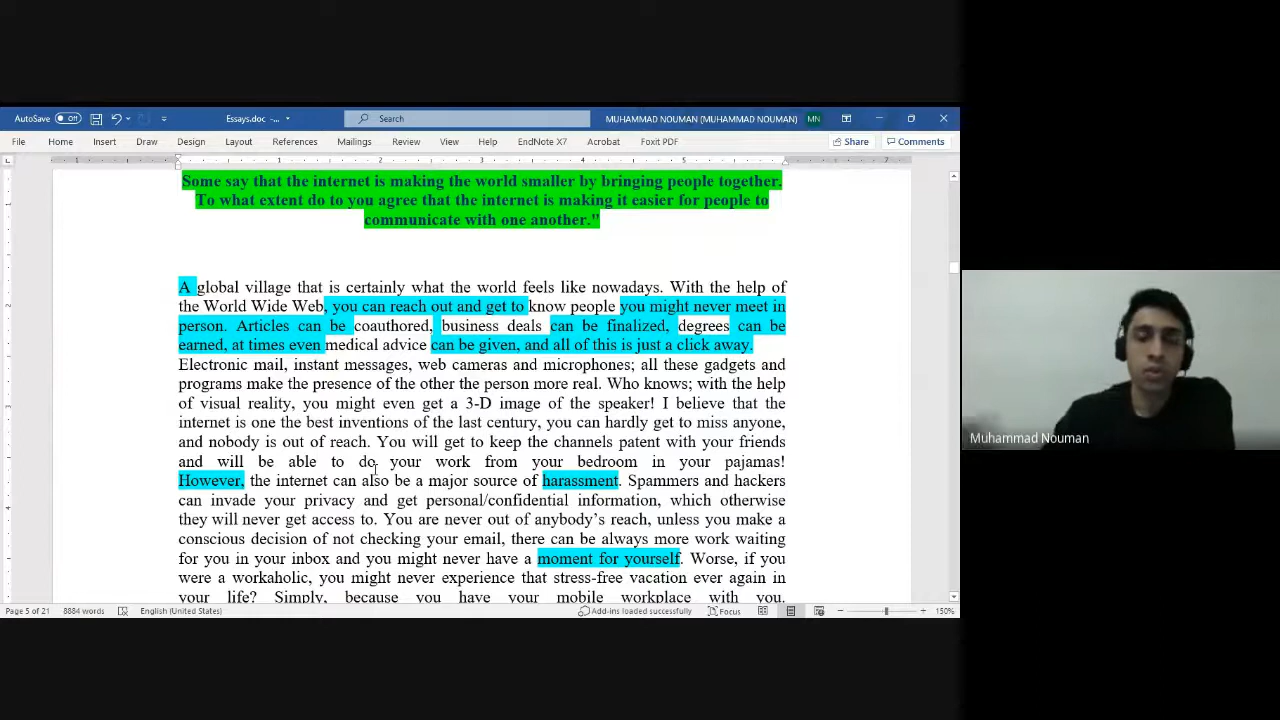 AutoSave Off Essays.doc -... Search MUHAMMAD NOUMAN (MUHAMMAD NOUMAN) MN
File Home Insert Draw Design Layout References Mailings Review View Help EndNote X7 Acrobat Foxit PDF Share Comments
1 1 2 3 4 5 7
Some say that the internet is making the world smaller by bringing people together.
To what extent do to you agree that the internet is making it easier for people to
communicate with one another."
A global village that is certainly what the world feels like nowadays. With the help of
the World Wide Web, you can reach out and get to know people you might never meet in
person. Articles can be coauthored, business deals can be finalized, degrees can be
earned, at times even medical advice can be given, and all of this is just a click away.
Electronic mail, instant messages, web cameras and microphones; all these gadgets and
programs make the presence of the other the person more real. Who knows; with the help
of visual reality, you might even get a 3-D image of the speaker! I believe that the
internet is one the best inventions of the last century, you can hardly get to miss anyone,
and nobody is out of reach. You will get to keep the channels patent with your friends
and will be able to do your work from your bedroom in your pajamas!
However, the internet can also be a major source of harassment. Spammers and hackers
can invade your privacy and get personal/confidential information, which otherwise
they will never get access to. You are never out of anybody's reach, unless you make a
conscious decision of not checking your email, there can be always more work waiting
for you in your inbox and you might never have a moment for yourself. Worse, if you
were a workaholic, you might never experience that stress-free vacation ever again in
your life? Simply, because you have your mobile workplace with you.
Page 5 of 21 8884 words English (United States) Add-ins loaded successfully Focus 150%
Muhammad Nouman